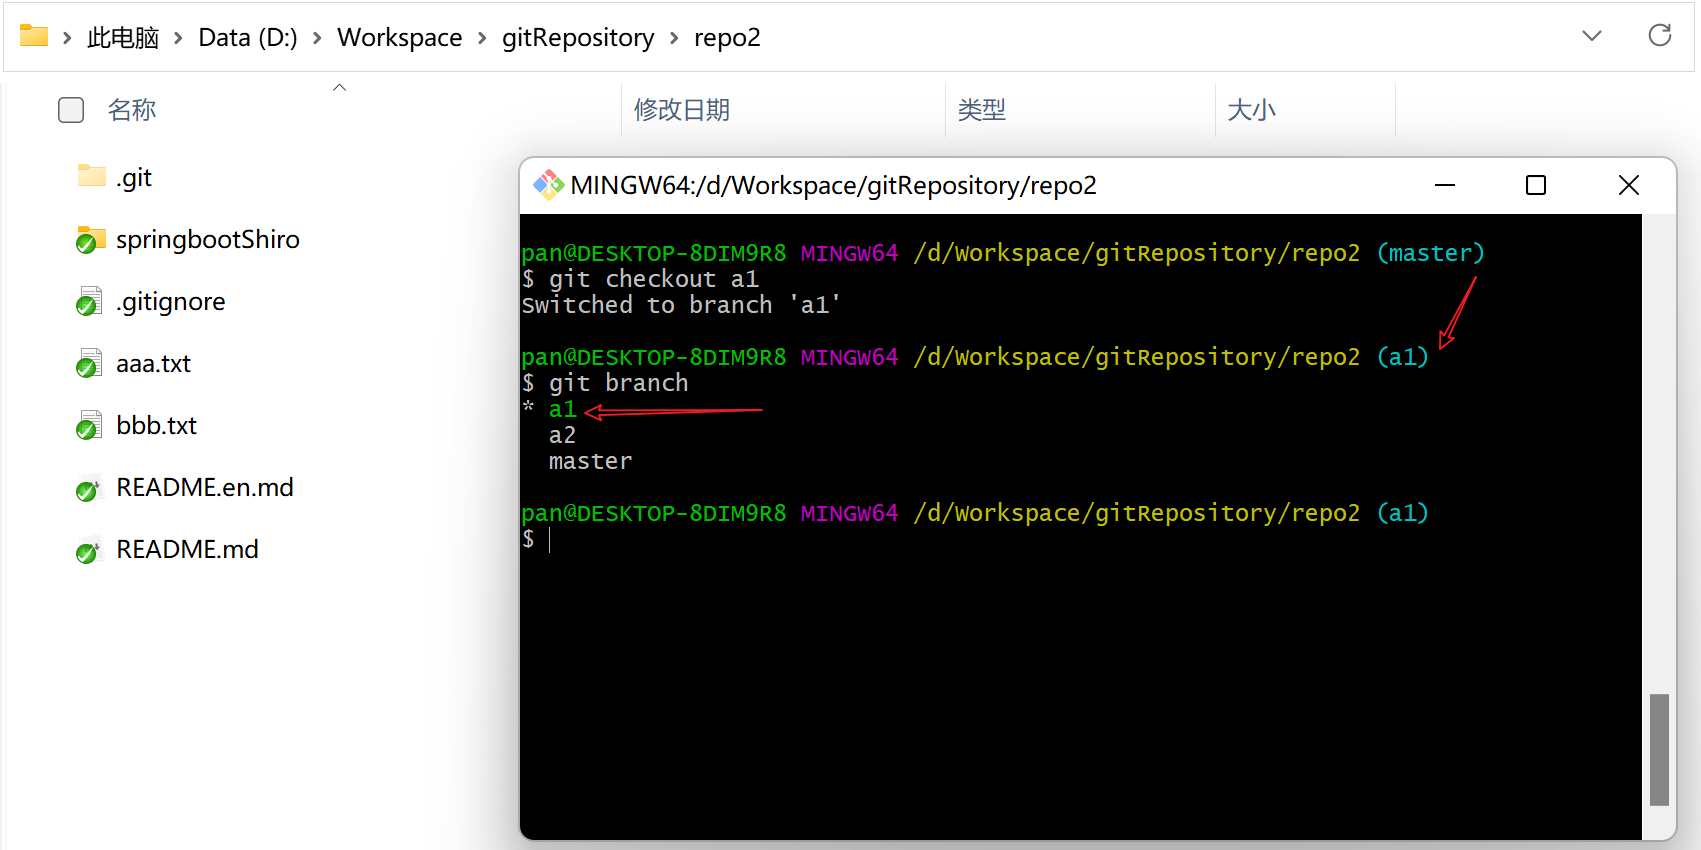 此电脑 > Data (D:) > Workspace > gitRepository > repo2
名称 修改日期 类型 大小
.git
springbootShiro
.gitignore
aaa.txt
bbb.txt
README.en.md
README.md
MINGW64:/d/Workspace/gitRepository/repo2
pan@DESKTOP-8DIM9R8 MINGW64 /d/Workspace/gitRepository/repo2 (master)
$ git checkout a1
Switched to branch 'a1'
pan@DESKTOP-8DIM9R8 MINGW64 /d/Workspace/gitRepository/repo2 (a1)
$ git branch
* a1
a2
master
pan@DESKTOP-8DIM9R8 MINGW64 /d/Workspace/gitRepository/repo2 (a1)
$